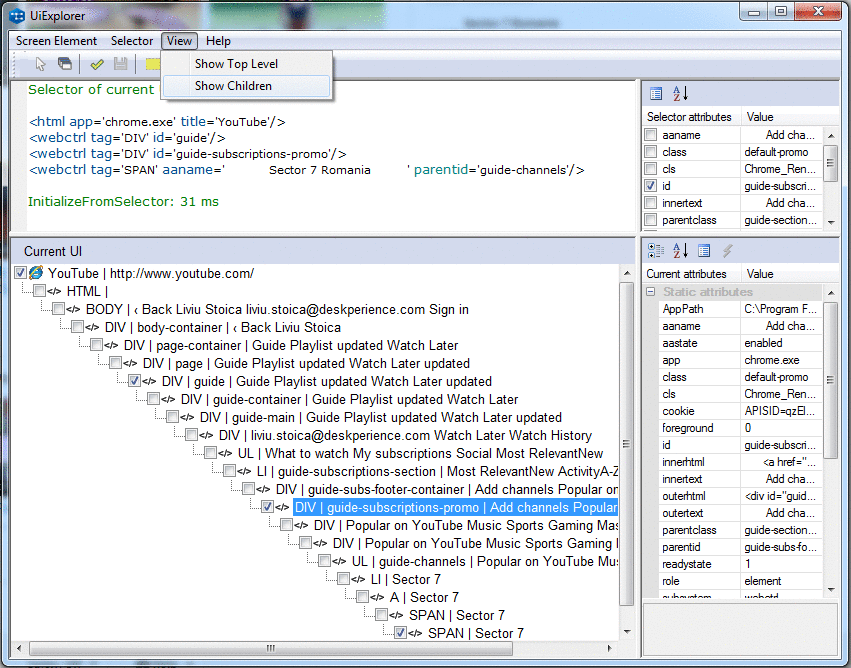 UiExplorer
Screen Element Selector View Help
Show Top Level
Show Children
Selector of current
<html app='chrome.exe' title='YouTube'/>
<webctrl tag='DIV' id='guide'/>
<webctrl tag='DIV' id='guide-subscriptions-promo'/>
<webctrl tag='SPAN' aaname=' Sector 7 Romania ' parentid='guide-channels'/>
InitializeFromSelector: 31 ms
Selector attributes Value
aaname Add cha...
class default-promo
cls Chrome_Ren...
id guide-subscri...
innertext Add cha...
parentclass guide-section...
Current UI
YouTube | http://www.youtube.com/
</> HTML |
</> BODY | ‹ Back Liviu Stoica liviu.stoica@deskperience.com Sign in
</> DIV | body-container | ‹ Back Liviu Stoica
</> DIV | page-container | Guide Playlist updated Watch Later
</> DIV | page | Guide Playlist updated Watch Later updated
</> DIV | guide | Guide Playlist updated Watch Later updated
</> DIV | guide-container | Guide Playlist updated Watch Later
</> DIV | guide-main | Guide Playlist updated Watch Later updated
</> DIV | liviu.stoica@deskperience.com Watch Later Watch History
</> UL | What to watch My subscriptions Social Most RelevantNew
</> LI | guide-subscriptions-section | Most RelevantNew ActivityA-Z
</> DIV | guide-subs-footer-container | Add channels Popular on
</> DIV | guide-subscriptions-promo | Add channels Popular
</> DIV | Popular on YouTube Music Sports Gaming Mas
</> DIV | Popular on YouTube Music Sports Gaming
</> UL | guide-channels | Popular on YouTube Mu
</> LI | Sector 7
</> A | Sector 7
</> SPAN | Sector 7
</> SPAN | Sector 7
Current attributes Value
Static attributes
AppPath C:\Program F...
aaname Add cha...
aastate enabled
app chrome.exe
class default-promo
cls Chrome_Ren...
cookie APISID=qzEl...
foreground 0
id guide-subscri...
innerhtml <a href="...
innertext Add cha...
outerhtml <div id="guid...
outertext Add cha...
parentclass guide-section...
parentid guide-subs-fo...
readystate 1
role element
subsystem webctrl